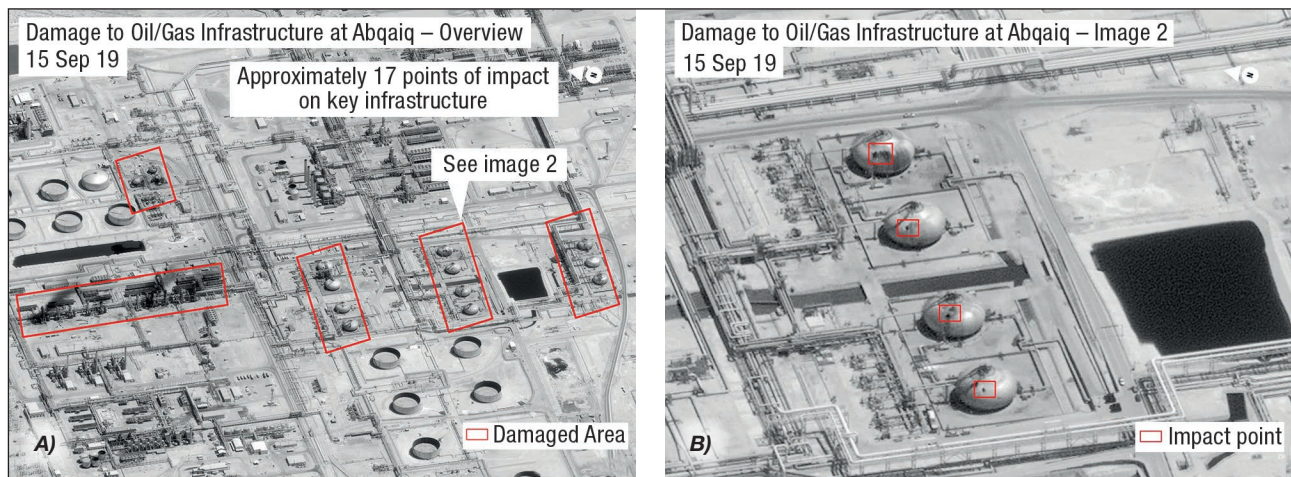 Damage to Oil/Gas Infrastructure at Abqaiq – Overview
15 Sep 19
Approximately 17 points of impact
on key infrastructure
N
See image 2
A)
Damaged Area
Damage to Oil/Gas Infrastructure at Abqaiq – Image 2
15 Sep 19
N
B)
Impact point